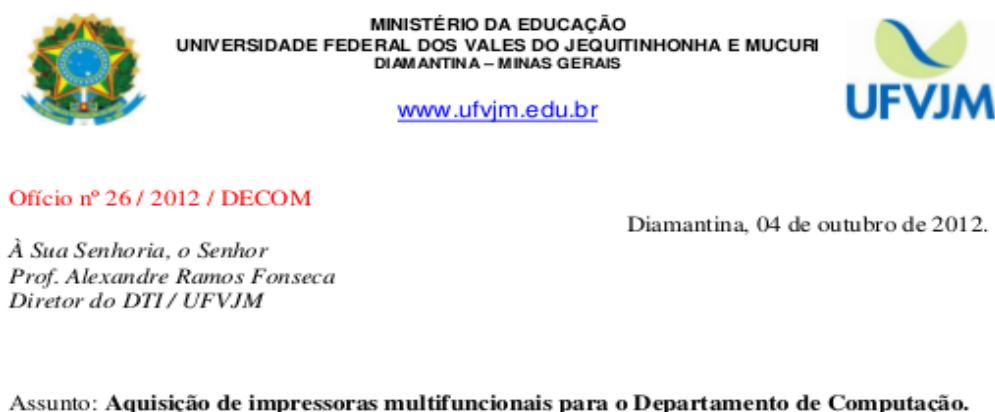 MINISTÉRIO DA EDUCAÇÃO
UNIVERSIDADE FEDERAL DOS VALES DO JEQUITINHONHA E MUCURI
DIAMANTINA – MINAS GERAIS
www.ufvjm.edu.br
UFVJM
Ofício nº 26 / 2012 / DECOM
Diamantina, 04 de outubro de 2012.
À Sua Senhoria, o Senhor
Prof. Alexandre Ramos Fonseca
Diretor do DTI / UFVJM
Assunto: Aquisição de impressoras multifuncionais para o Departamento de Computação.